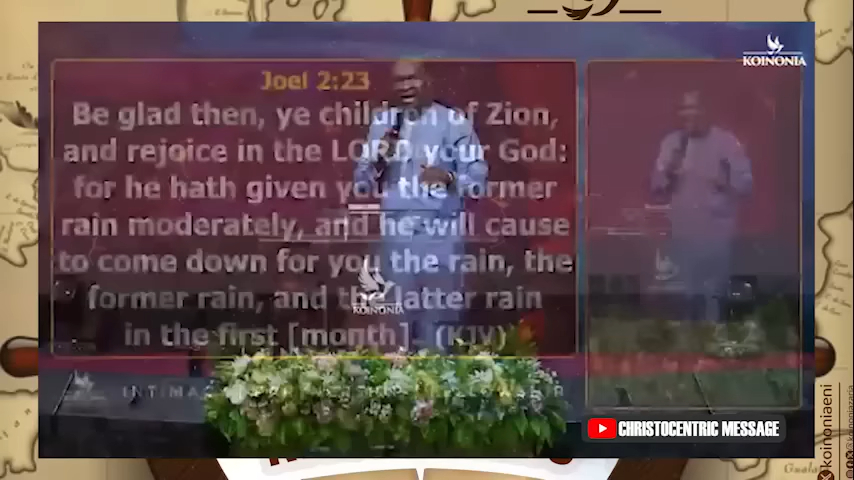 KOINONIA
Joel 2:23
Be glad then, ye children of Zion,
and rejoice in the LORD your God:
for he hath given you the former
rain moderately, and he will cause
to come down for you the rain, the
former rain, and the latter rain
in the first [month]. (KJV)
KOINONIA
CHRISTOCENTRIC MESSAGE
koinoniaeni
@koinoniazaria